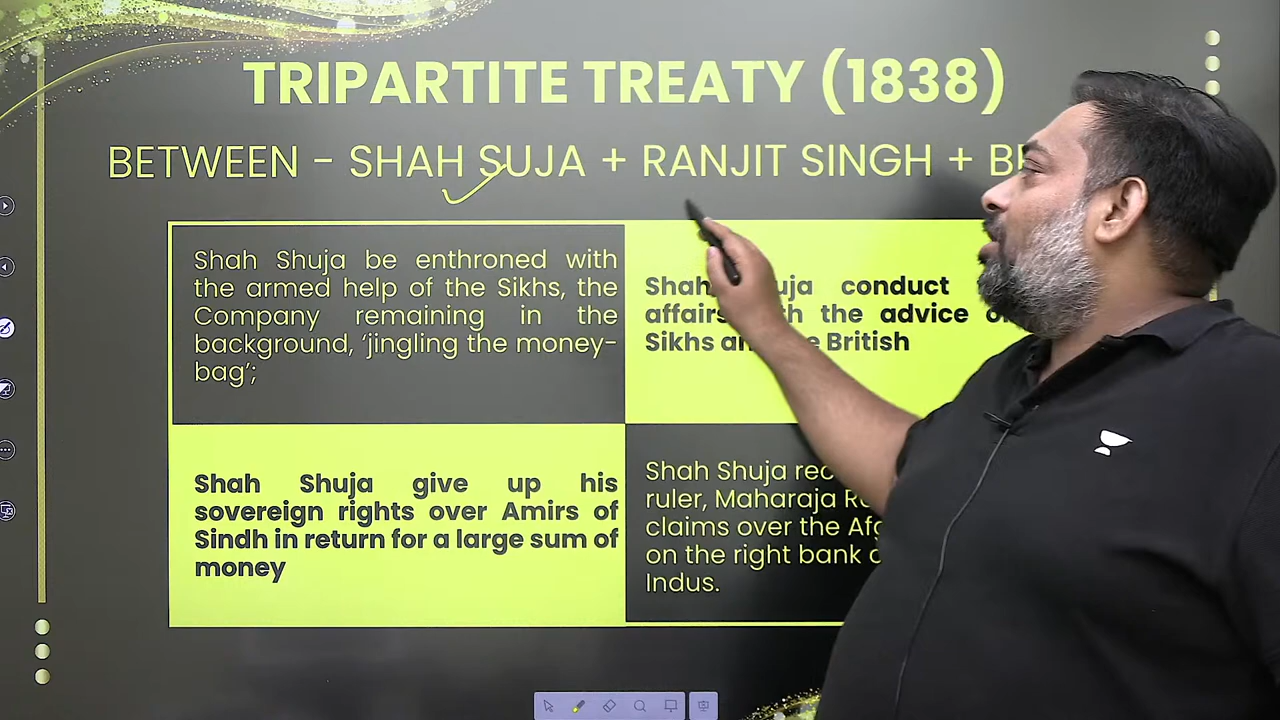 TRIPARTITE TREATY (1838)
BETWEEN - SHAH SUJA + RANJIT SINGH +
Shah Shuja be enthroned with
the armed help of the Sikhs, the
Company remaining in the
background, ‘jingling the money-
bag’;
conduct
the advice
Sikhs British
Shah Shuja give up his
sovereign rights over Amirs of
Sindh in return for a large sum of
money
Shah Shuja
ruler, Maharaja
claims over the
on the right bank
Indus.